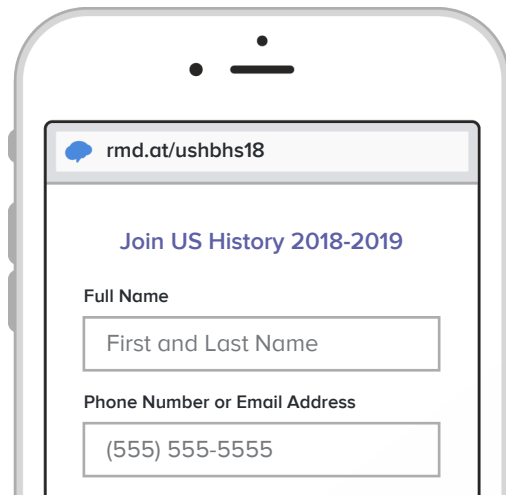 rmd.at/ushbhs18
Join US History 2018-2019
Full Name
First and Last Name
Phone Number or Email Address
(555) 555-5555